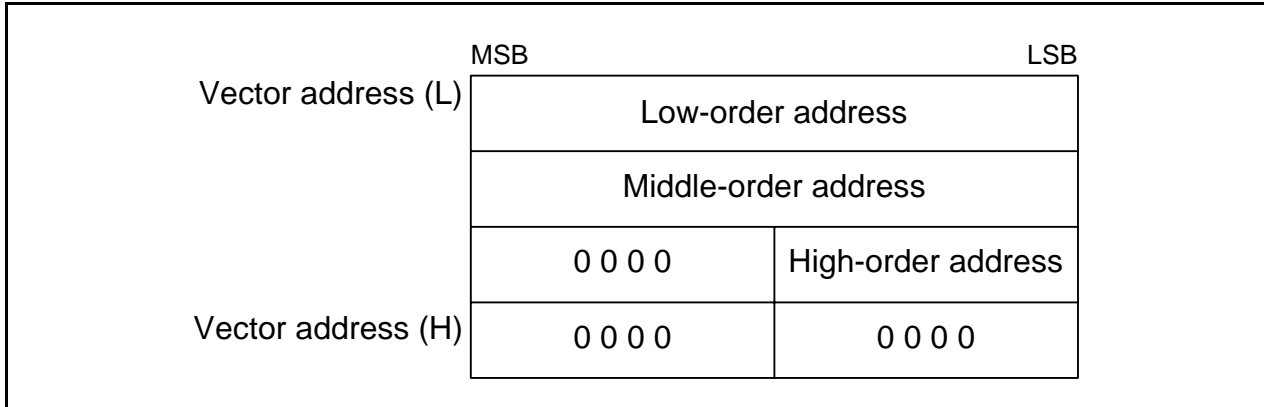 MSB LSB
Vector address (L) Low-order address
Middle-order address
0 0 0 0 High-order address
Vector address (H) 0 0 0 0 0 0 0 0